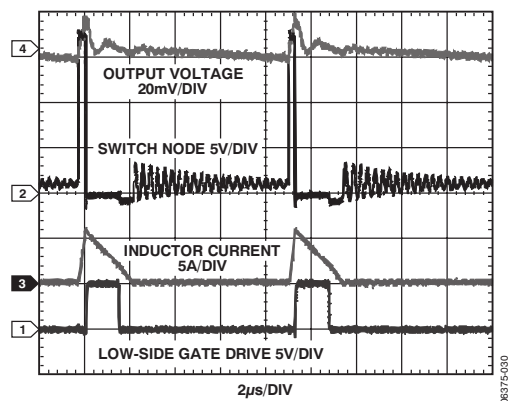 4
OUTPUT VOLTAGE
20mV/DIV
SWITCH NODE 5V/DIV
2
INDUCTOR CURRENT
5A/DIV
3
1
LOW-SIDE GATE DRIVE 5V/DIV
2µs/DIV
06375-030